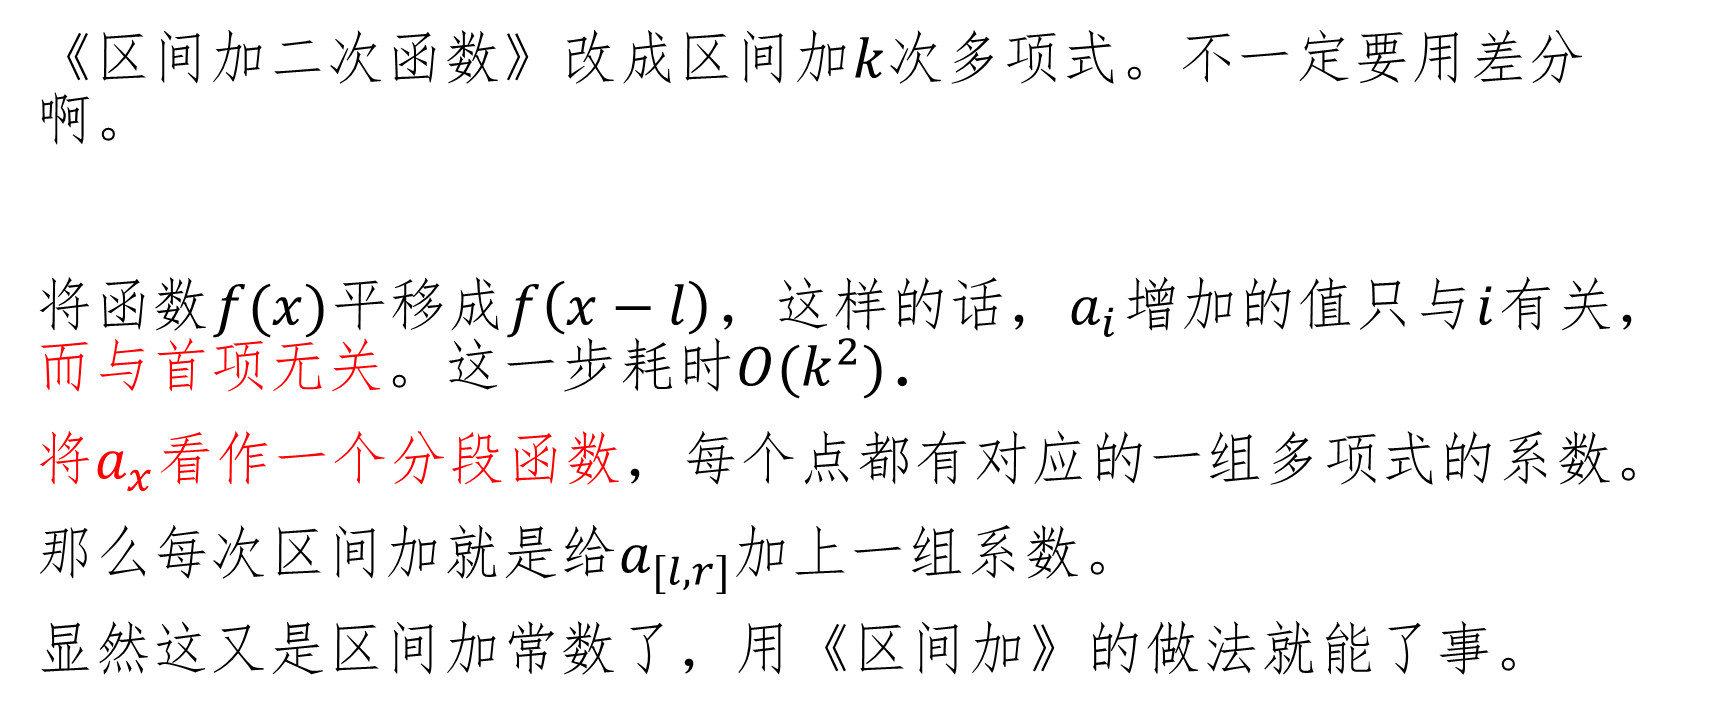 《区间加二次函数》改成区间加k次多项式。不一定要用差分
啊。
将函数f(x)平移成f(x − l)，这样的话，aᵢ增加的值只与i有关，
而与首项无关。这一步耗时O(k²).
将aₓ看作一个分段函数，每个点都有对应的一组多项式的系数。
那么每次区间加就是给a[l,r]加上一组系数。
显然这又是区间加常数了，用《区间加》的做法就能了事。